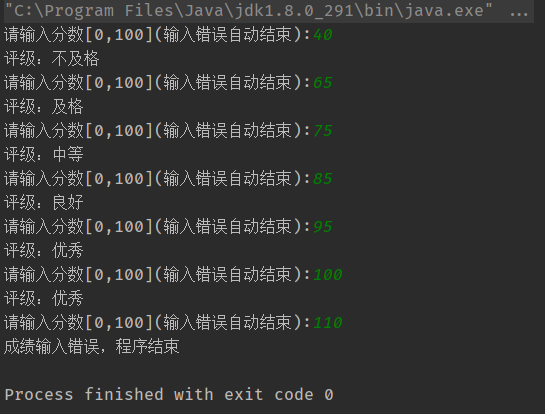 "C:\Program Files\Java\jdk1.8.0_291\bin\java.exe" ...
请输入分数[0,100](输入错误自动结束):40
评级：不及格
请输入分数[0,100](输入错误自动结束):65
评级：及格
请输入分数[0,100](输入错误自动结束):75
评级：中等
请输入分数[0,100](输入错误自动结束):85
评级：良好
请输入分数[0,100](输入错误自动结束):95
评级：优秀
请输入分数[0,100](输入错误自动结束):100
评级：优秀
请输入分数[0,100](输入错误自动结束):110
成绩输入错误，程序结束
Process finished with exit code 0